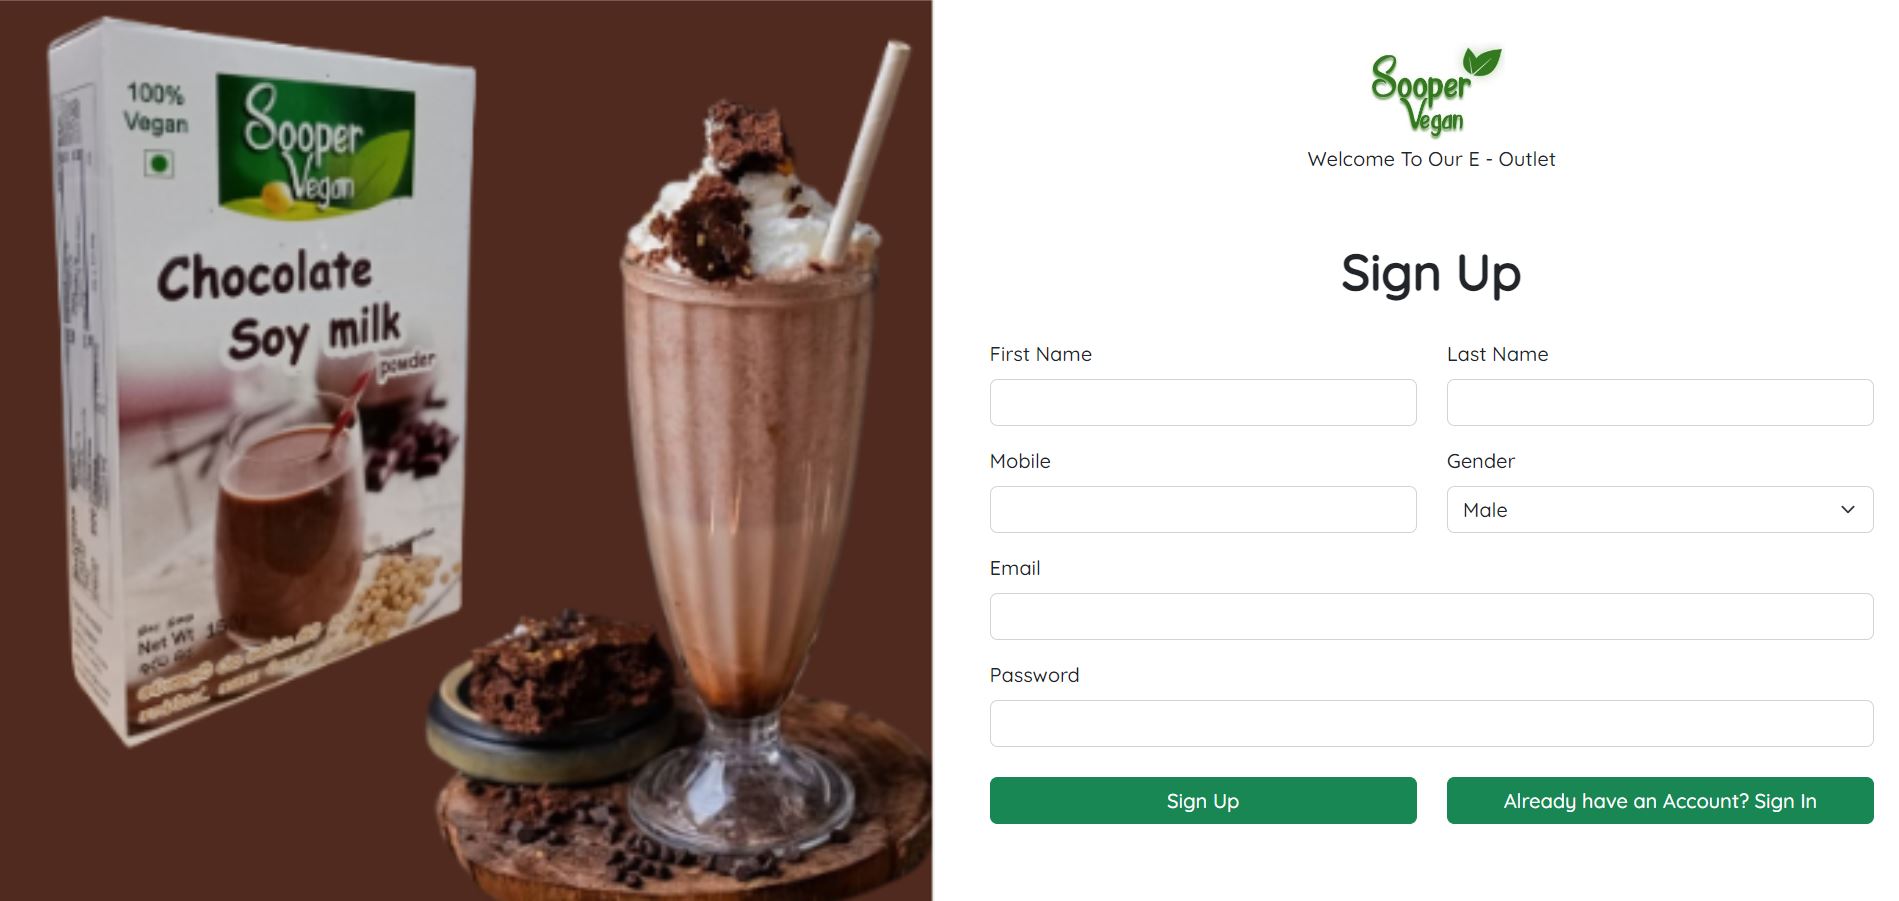 100%
Vegan
Sooper
Vegan
Chocolate
Soy milk
powder
Net Wt
Sooper
Vegan
Welcome To Our E - Outlet
Sign Up
First Name
Last Name
Mobile
Gender
Male
Email
Password
Sign Up
Already have an Account? Sign In